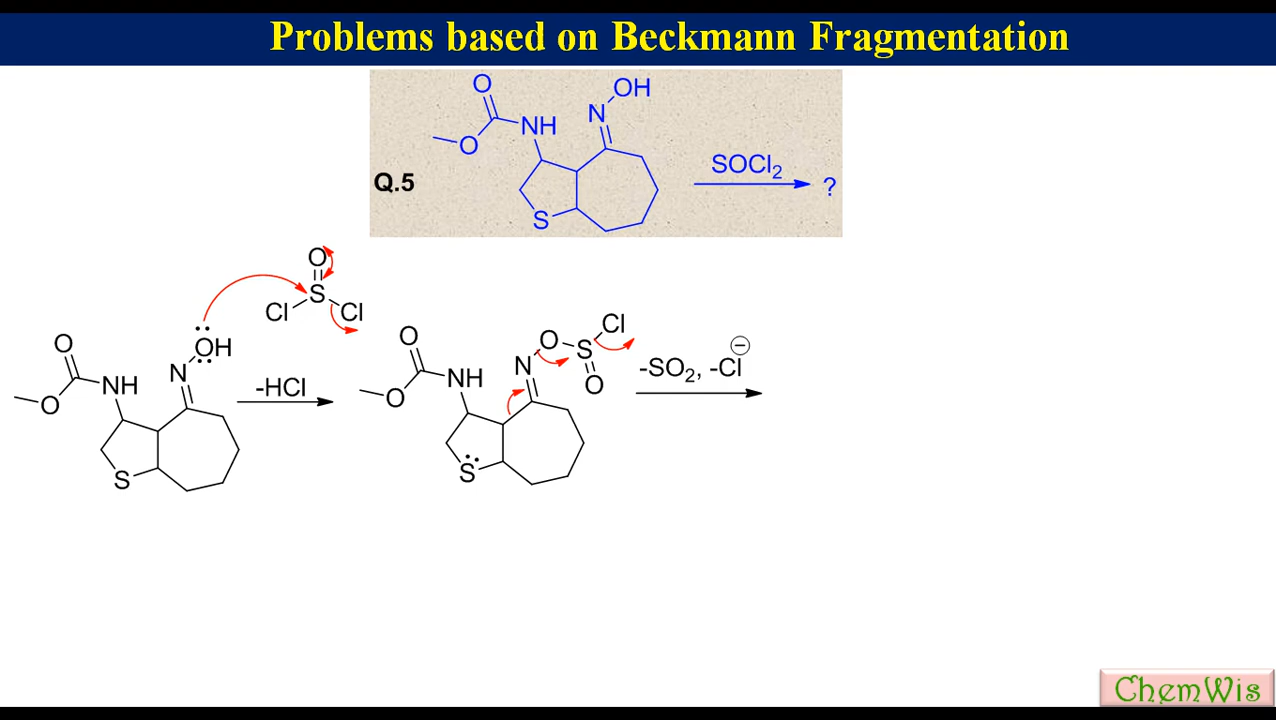 Problems based on Beckmann Fragmentation
O
OH
N
NH
O
Q.5
S
SOCl2
?
O
Cl
Cl
S
O
OH
N
NH
O
S
-HCl
O
Cl
S
O
N
O
NH
O
S
-SO2, -Cl
ChemWis